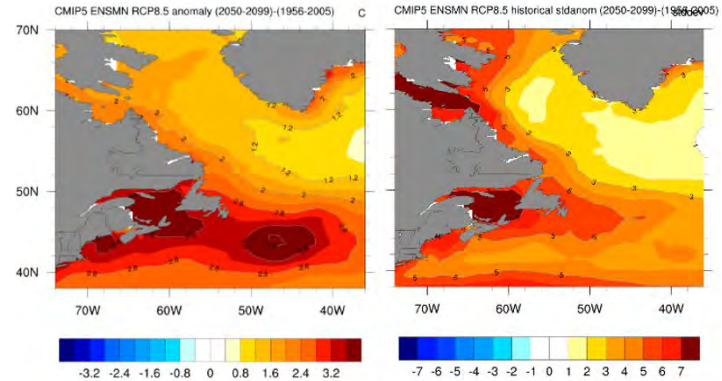 CMIP5 ENSMN RCP8.5 anomaly (2050-2099)-(1956-2005) C
CMIP5 ENSMN RCP8.5 historical stdanom (2050-2099)-(1956-2005)
70N
60N
50N
40N
70W 60W 50W 40W
70W 60W 50W 40W
-3.2 -2.4 -1.6 -0.8 0 0.8 1.6 2.4 3.2
-7 -6 -5 -4 -3 -2 -1 0 1 2 3 4 5 6 7